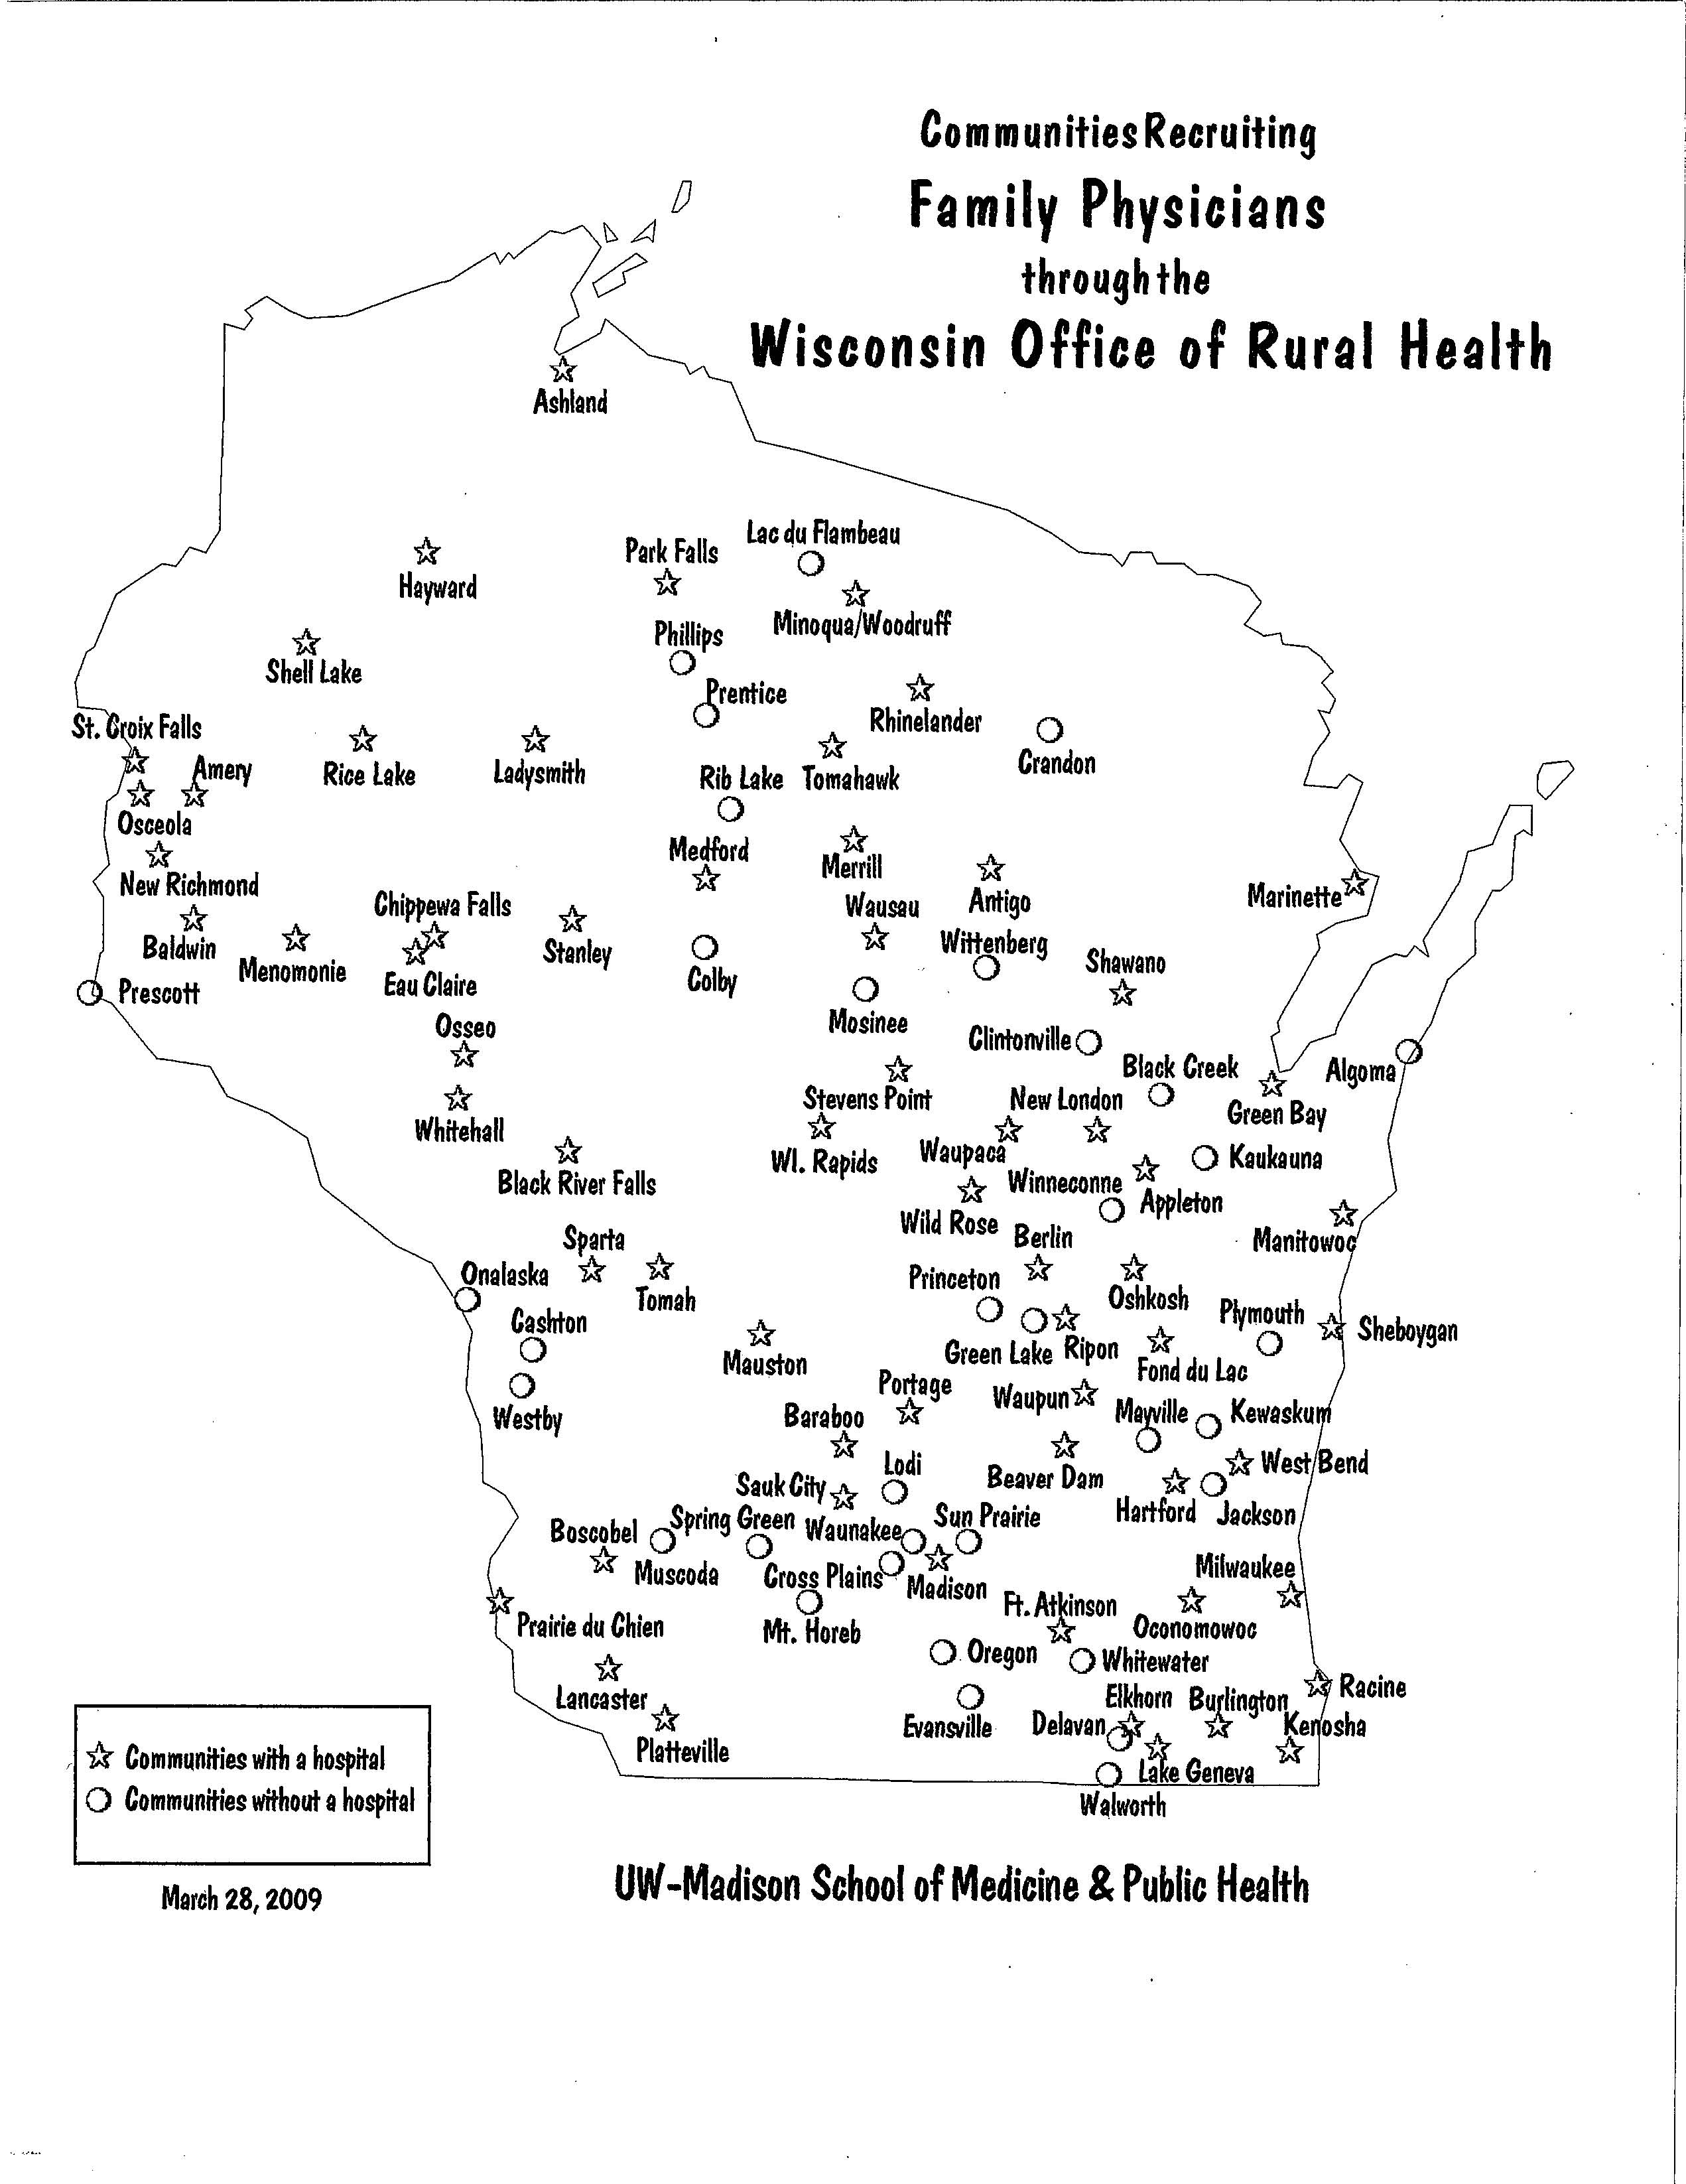 Communities Recruiting
Family Physicians
through the
Wisconsin Office of Rural Health
Ashland
Lac du Flambeau
Park Falls
Hayward
Minoqua/Woodruff
Phillips
Shell Lake
Prentice
Rhinelander
St. Croix Falls
Crandon
Amery
Rice Lake
Ladysmith
Rib Lake
Tomahawk
Osceola
Medford
Merrill
New Richmond
Marinette
Chippewa Falls
Wausau
Antigo
Baldwin
Wittenberg
Stanley
Shawano
Menomonie
Colby
Eau Claire
Prescott
Mosinee
Osseo
Clintonville
Black Creek
Algoma
Stevens Point
New London
Green Bay
Whitehall
Waupaca
WI. Rapids
Kaukauna
Black River Falls
Winneconne
Appleton
Wild Rose
Berlin
Sparta
Manitowoc
Onalaska
Princeton
Tomah
Oshkosh
Plymouth
Cashton
Sheboygan
Green Lake
Ripon
Mauston
Fond du Lac
Portage
Waupun
Baraboo
Mayville
Kewaskum
Westby
Lodi
West Bend
Beaver Dam
Sauk City
Hartford
Jackson
Sun Prairie
Spring Green
Waunakee
Boscobel
Milwaukee
Muscoda
Cross Plains
Madison
Ft. Atkinson
Prairie du Chien
Mt. Horeb
Oconomowoc
Oregon
Whitewater
Racine
Lancaster
Elkhorn
Burlington
Evansville
Delavan
Kenosha
Platteville
Lake Geneva
Walworth
Communities with a hospital
Communities without a hospital
March 28, 2009
UW-Madison School of Medicine & Public Health